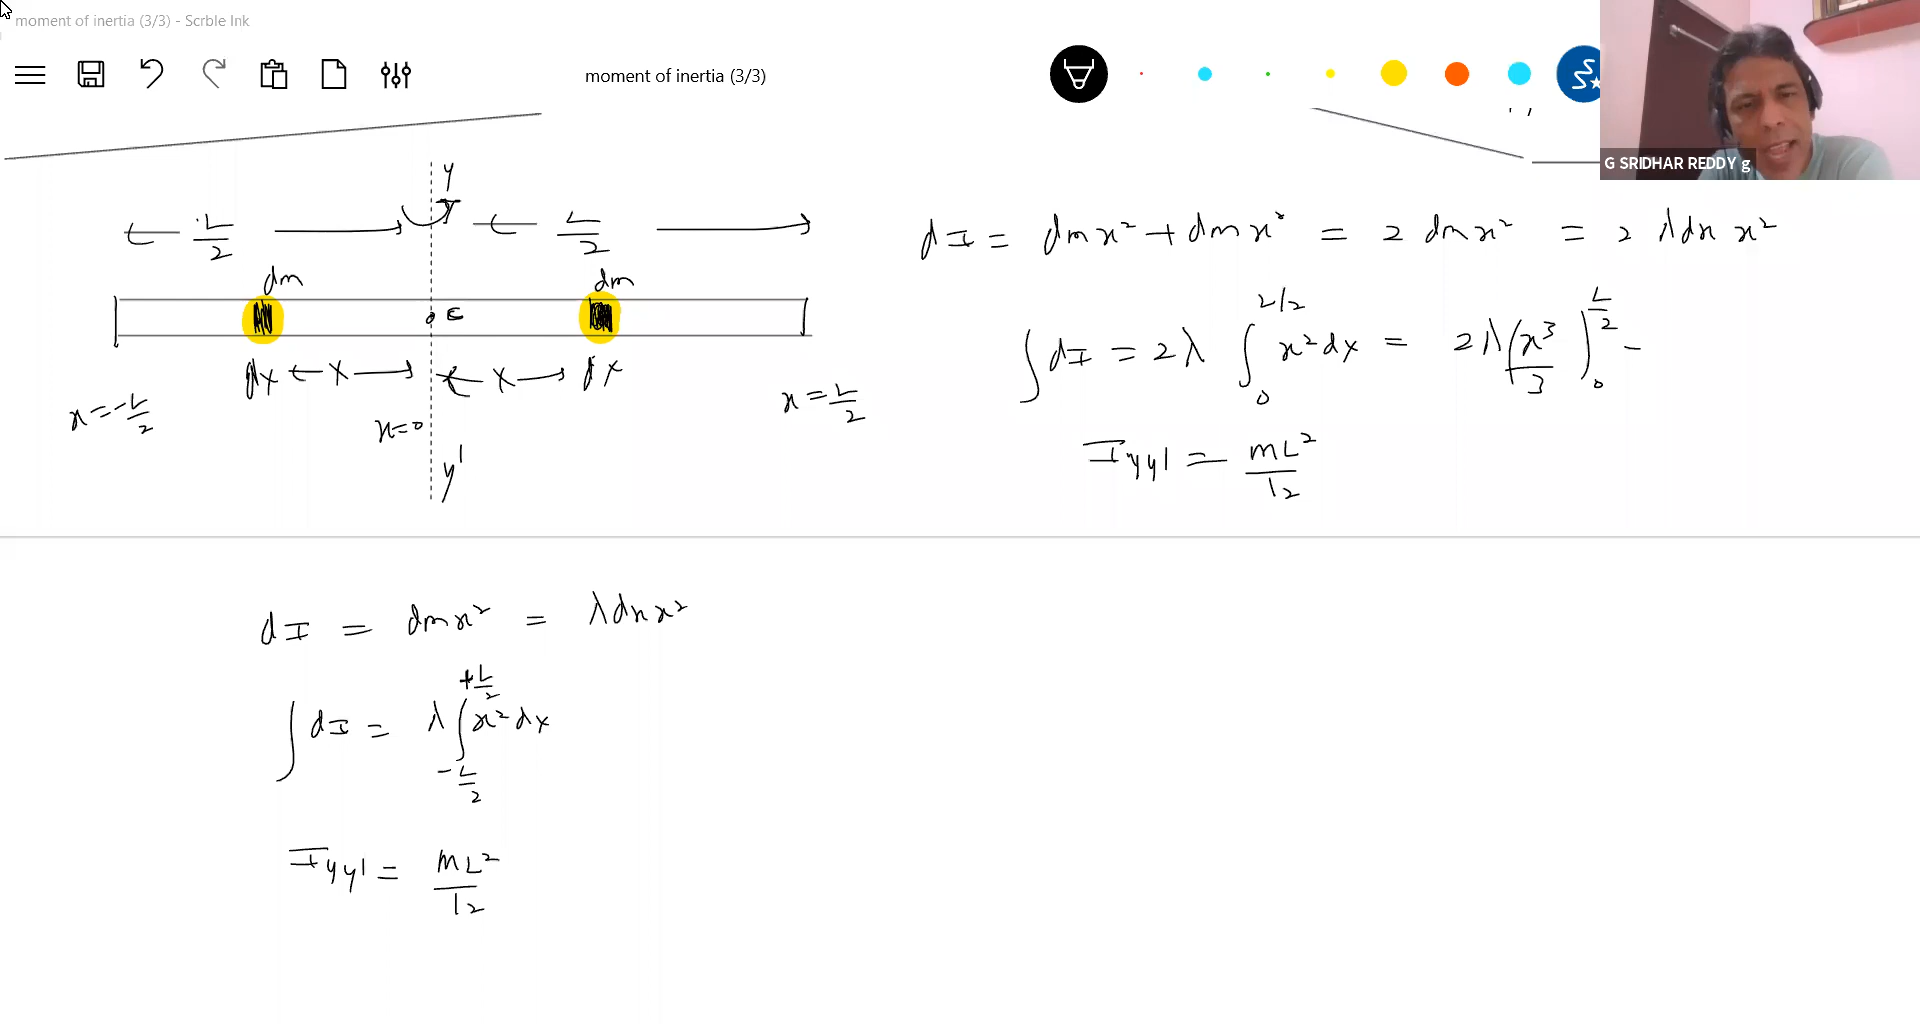 moment of inertia (3/3) - Scrble Ink
moment of inertia (3/3)
G SRIDHAR REDDY g
y
L/2 L/2
dm dm
c
dx x x dx
x = -L/2 x = L/2
x = 0
y'
dI = dm x² + dm x² = 2 dm x² = 2 λ dx x²
∫ dI = 2λ ∫₀^{L/2} x² dx = 2λ (x³/3)₀^{L/2} =
I_yy' = mL²/12
dI = dm x² = λ dx x²
∫ dI = λ ∫_{-L/2}^{+L/2} x² dx
I_yy' = mL²/12